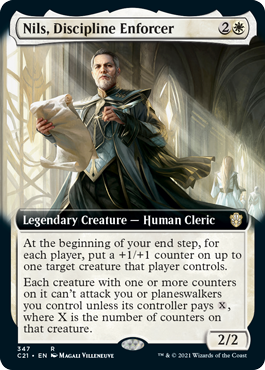 Nils, Discipline Enforcer 2
Legendary Creature — Human Cleric
At the beginning of your end step, for
each player, put a +1/+1 counter on up to
one target creature that player controls.
Each creature with one or more counters
on it can't attack you or planeswalkers
you control unless its controller pays X,
where X is the number of counters on
that creature.
2/2
347 R
C21 • EN MAGALI VILLENEUVE
™ & © 2021 Wizards of the Coast